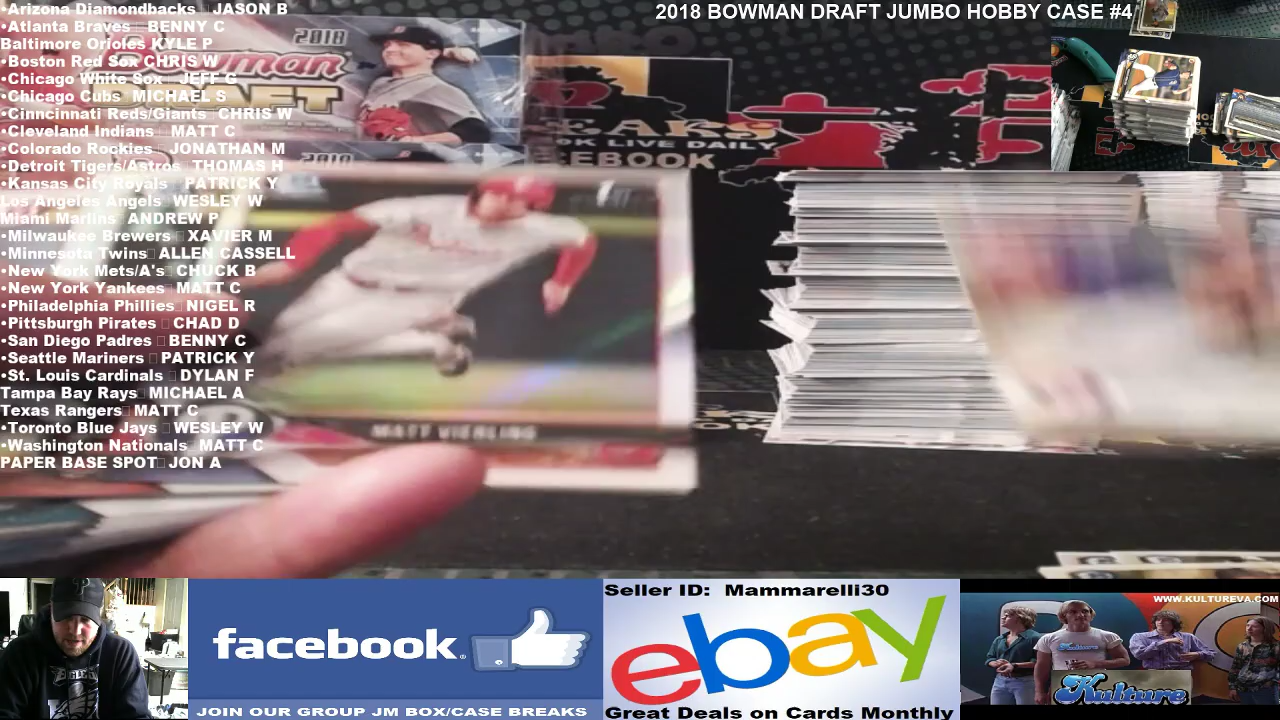 •Arizona Diamondbacks □JASON B
•Atlanta Braves□BENNY C
Baltimore Orioles KYLE P
•Boston Red Sox CHRIS W
•Chicago White Sox □JEFF G
•Chicago Cubs□MICHAEL S
•Cinncinnati Reds/Giants□CHRIS W
•Cleveland Indians □MATT C
•Colorado Rockies □JONATHAN M
•Detroit Tigers/Astros□THOMAS H
•Kansas City Royals□ PATRICK Y
Los Angeles Angels□WESLEY W
Miami Marlins□ANDREW P
•Milwaukee Brewers□XAVIER M
•Minnesota Twins□ALLEN CASSELL
•New York Mets/A's□CHUCK B
•New York Yankees□MATT C
•Philadelphia Phillies□NIGEL R
•Pittsburgh Pirates □CHAD D
•San Diego Padres □BENNY C
•Seattle Mariners □PATRICK Y
•St. Louis Cardinals □DYLAN F
Tampa Bay Rays□MICHAEL A
Texas Rangers□MATT C
•Toronto Blue Jays □WESLEY W
•Washington Nationals□MATT C
PAPER BASE SPOT□JON A
2018 BOWMAN DRAFT JUMBO HOBBY CASE #4
2018
Bowman
DRAFT
2018
EAKS
K LIVE DAILY
EBOOK
MATT VIERLING
facebook
JOIN OUR GROUP JM BOX/CASE BREAKS
Seller ID: Mammarelli30
ebay
Great Deals on Cards Monthly
WWW.KULTUREVA.COM
Kulture